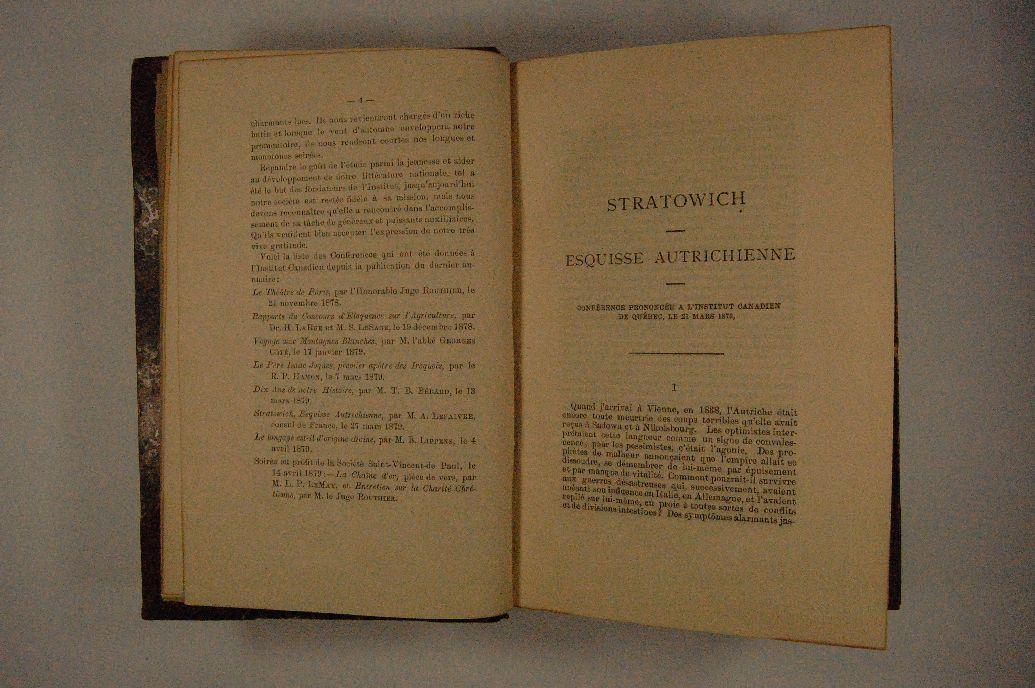 — 4 —
charmants lacs. Ils nous reviendront chargés d'un riche
butin et lorsque le vent d'automne enveloppera notre
promontoire, ils nous rendront courtes nos longues et
monotones soirées.
Répandre le goût de l'étude parmi la jeunesse et aider
au développement de notre littérature nationale, tel a
été le but des fondateurs de l'Institut, jusqu'aujourd'hui
notre société est restée fidèle à sa mission, mais nous
devons reconnaître qu'elle a rencontré dans l'accomplis-
sement de sa tâche de généreux et puissants auxiliaires.
Qu'ils veuillent bien accepter l'expression de notre très
vive gratitude.
Voici la liste des Conférences qui ont été données à
l'Institut Canadien depuis la publication du dernier an-
nuaire:
Le Théâtre de Paris, par l'Honorable Juge ROUTHIER, le
21 novembre 1878.
Rapports du Concours d'Eloquence sur l'Agriculture, par
Dr. H. LARUE et M. S. LESAGE, le 19 décembre 1878.
Voyage aux Montagnes Blanches, par M. l'abbé GEORGES
CÔTÉ, le 17 janvier 1879.
Le Père Isaac Jogues, premier apôtre des Iroquois, par le
R. P. HAMON, le 7 mars 1879.
Dix Ans de notre Histoire, par M. T. B. BÉDARD, le 13
mars 1879.
Stratowich, Esquisse Autrichienne, par M. A. LEFAIVRE,
consul de France, le 27 mars 1879.
Le langage est-il d'origine divine, par M. B. LIPPENS, le 4
avril 1879.
Soirée au profit de la Société Saint-Vincent-de Paul, le
14 avril 1879:—La Chaîne d'or, pièce de vers, par
M. L. P. LEMAY, et Entretien sur la Charité Chré-
tienne, par M. le Juge ROUTHIER.
STRATOWICH
ESQUISSE AUTRICHIENNE
CONFÉRENCE PRONONCÉE A L'INSTITUT CANADIEN
DE QUÉBEC, LE 27 MARS 1879,
I
Quand j'arrivai à Vienne, en 1868, l'Autriche était
encore toute meurtrie des coups terribles qu'elle avait
reçus à Sadowa et à Nikolsbourg. Les optimistes inter-
prétaient cette langueur comme un signe de convales-
cence; pour les pessimistes, c'était l'agonie. Des pro-
phètes de malheur annonçaient que l'empire allait se
dissoudre, se démembrer de lui-même par épuisement
et par manque de vitalité. Comment pourrait-il survivre
aux guerres désastreuses qui, successivement, avaient
anéanti son influence en Italie, en Allemagne, et l'avaient
replié sur lui-même, en proie à toutes sortes de conflits
et de divisions intestines? Des symptômes alarmants jus-